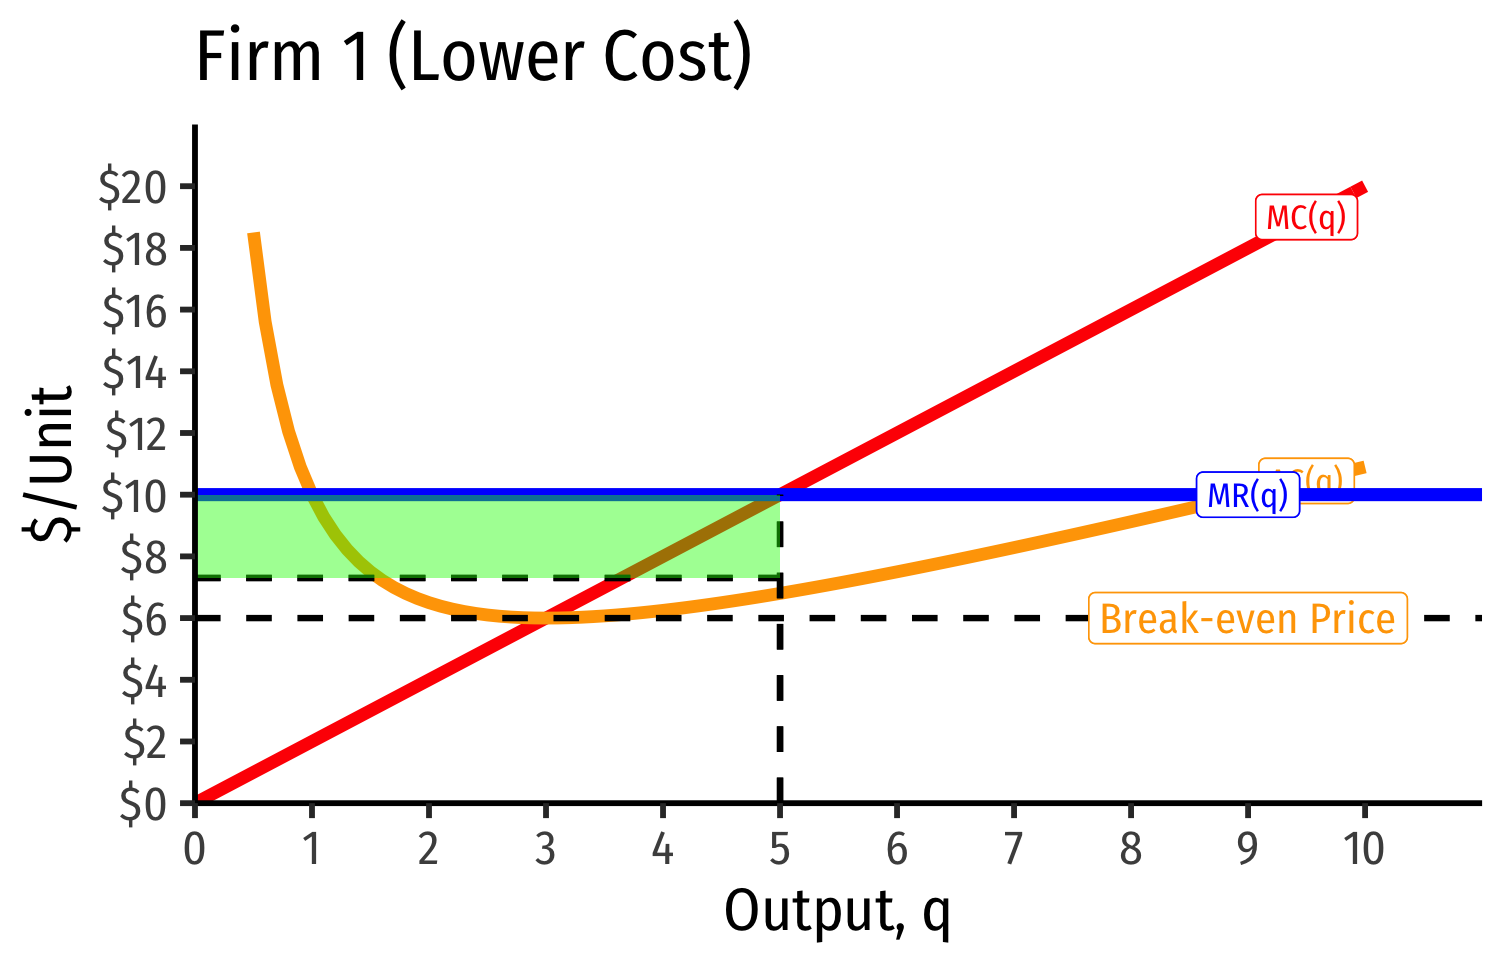 Firm 1 (Lower Cost)
$/Unit
$20
$18
$16
$14
$12
$10
$8
$6
$4
$2
$0
MC(q)
MR(q)
Break-even Price
0 1 2 3 4 5 6 7 8 9 10
Output, q